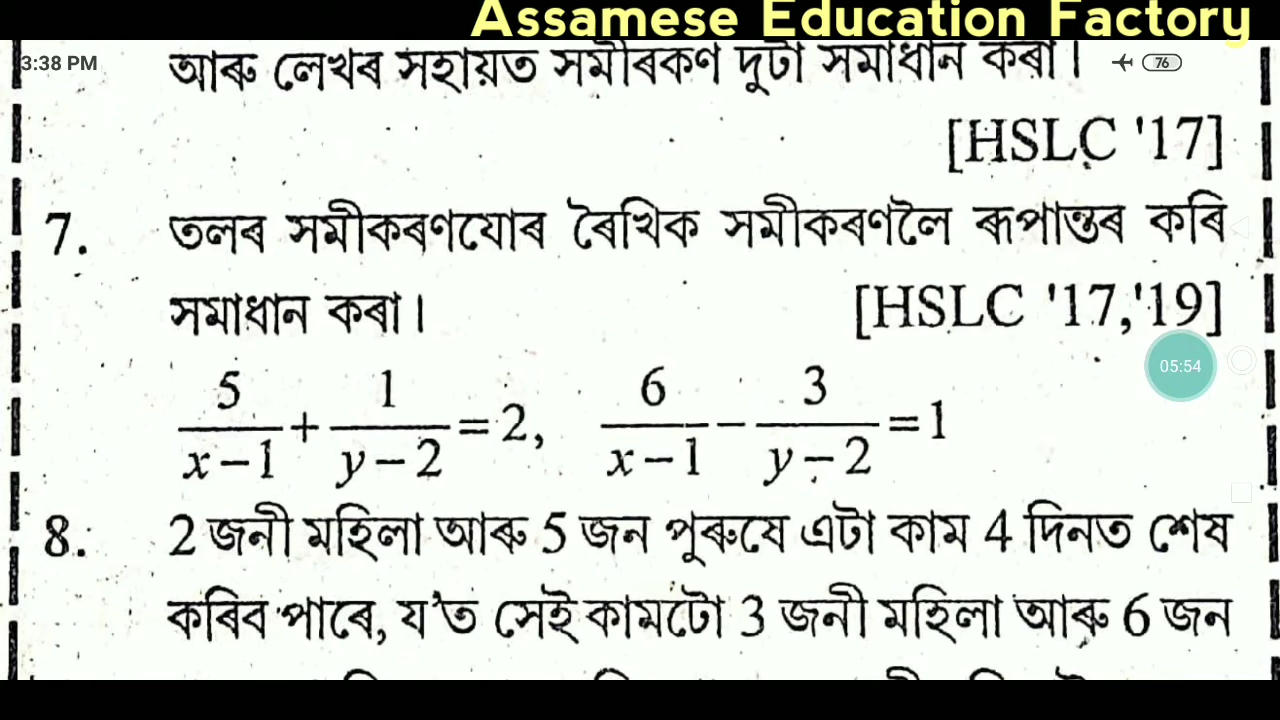 Assamese Education Factory
3:38 PM
আৰু লেখৰ সহায়ত সমীৰকণ দুটা সমাধান কৰা। 76
[HSLC '17]
7. তলৰ সমীকৰণযোৰ ৰৈখিক সমীকৰণলৈ ৰূপান্তৰ কৰি
সমাধান কৰা। [HSLC '17,'19]
05:54
5/(x−1) + 1/(y−2) = 2, 6/(x−1) − 3/(y−2) = 1
8. 2 জনী মহিলা আৰু 5 জন পুৰুষে এটা কাম 4 দিনত শেষ
কৰিব পাৰে, য'ত সেই কামটো 3 জনী মহিলা আৰু 6 জন